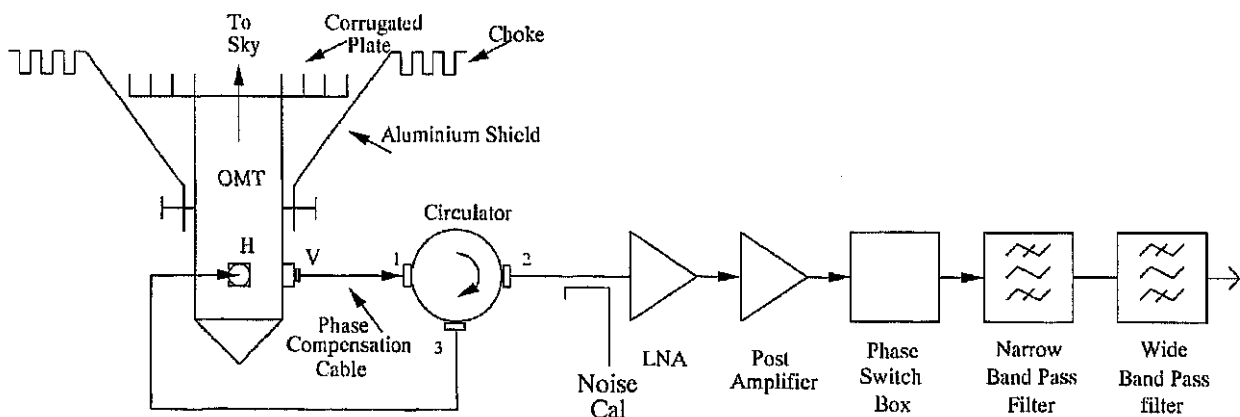 To
Sky
Corrugated
Plate
Choke
Aluminium Shield
OMT
Circulator
H
V
1
2
3
Phase
Compensation
Cable
Noise
Cal
LNA
Post
Amplifier
Phase
Switch
Box
Narrow
Band Pass
Filter
Wide
Band Pass
filter